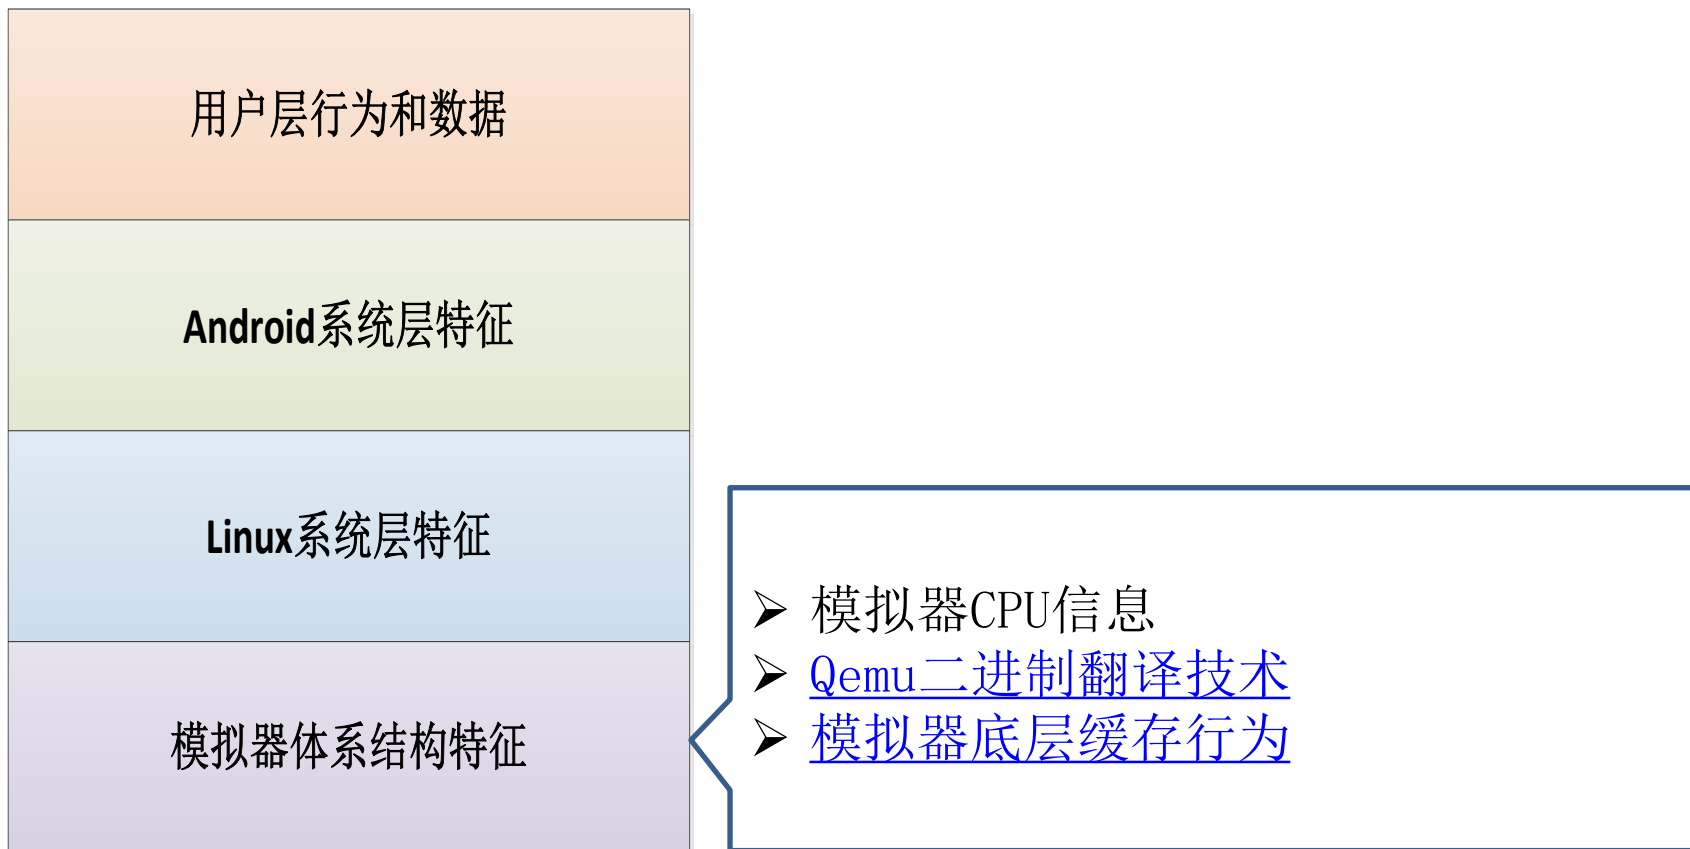 用户层行为和数据
Android系统层特征
Linux系统层特征
模拟器体系结构特征
➢ 模拟器CPU信息
➢ Qemu二进制翻译技术
➢ 模拟器底层缓存行为